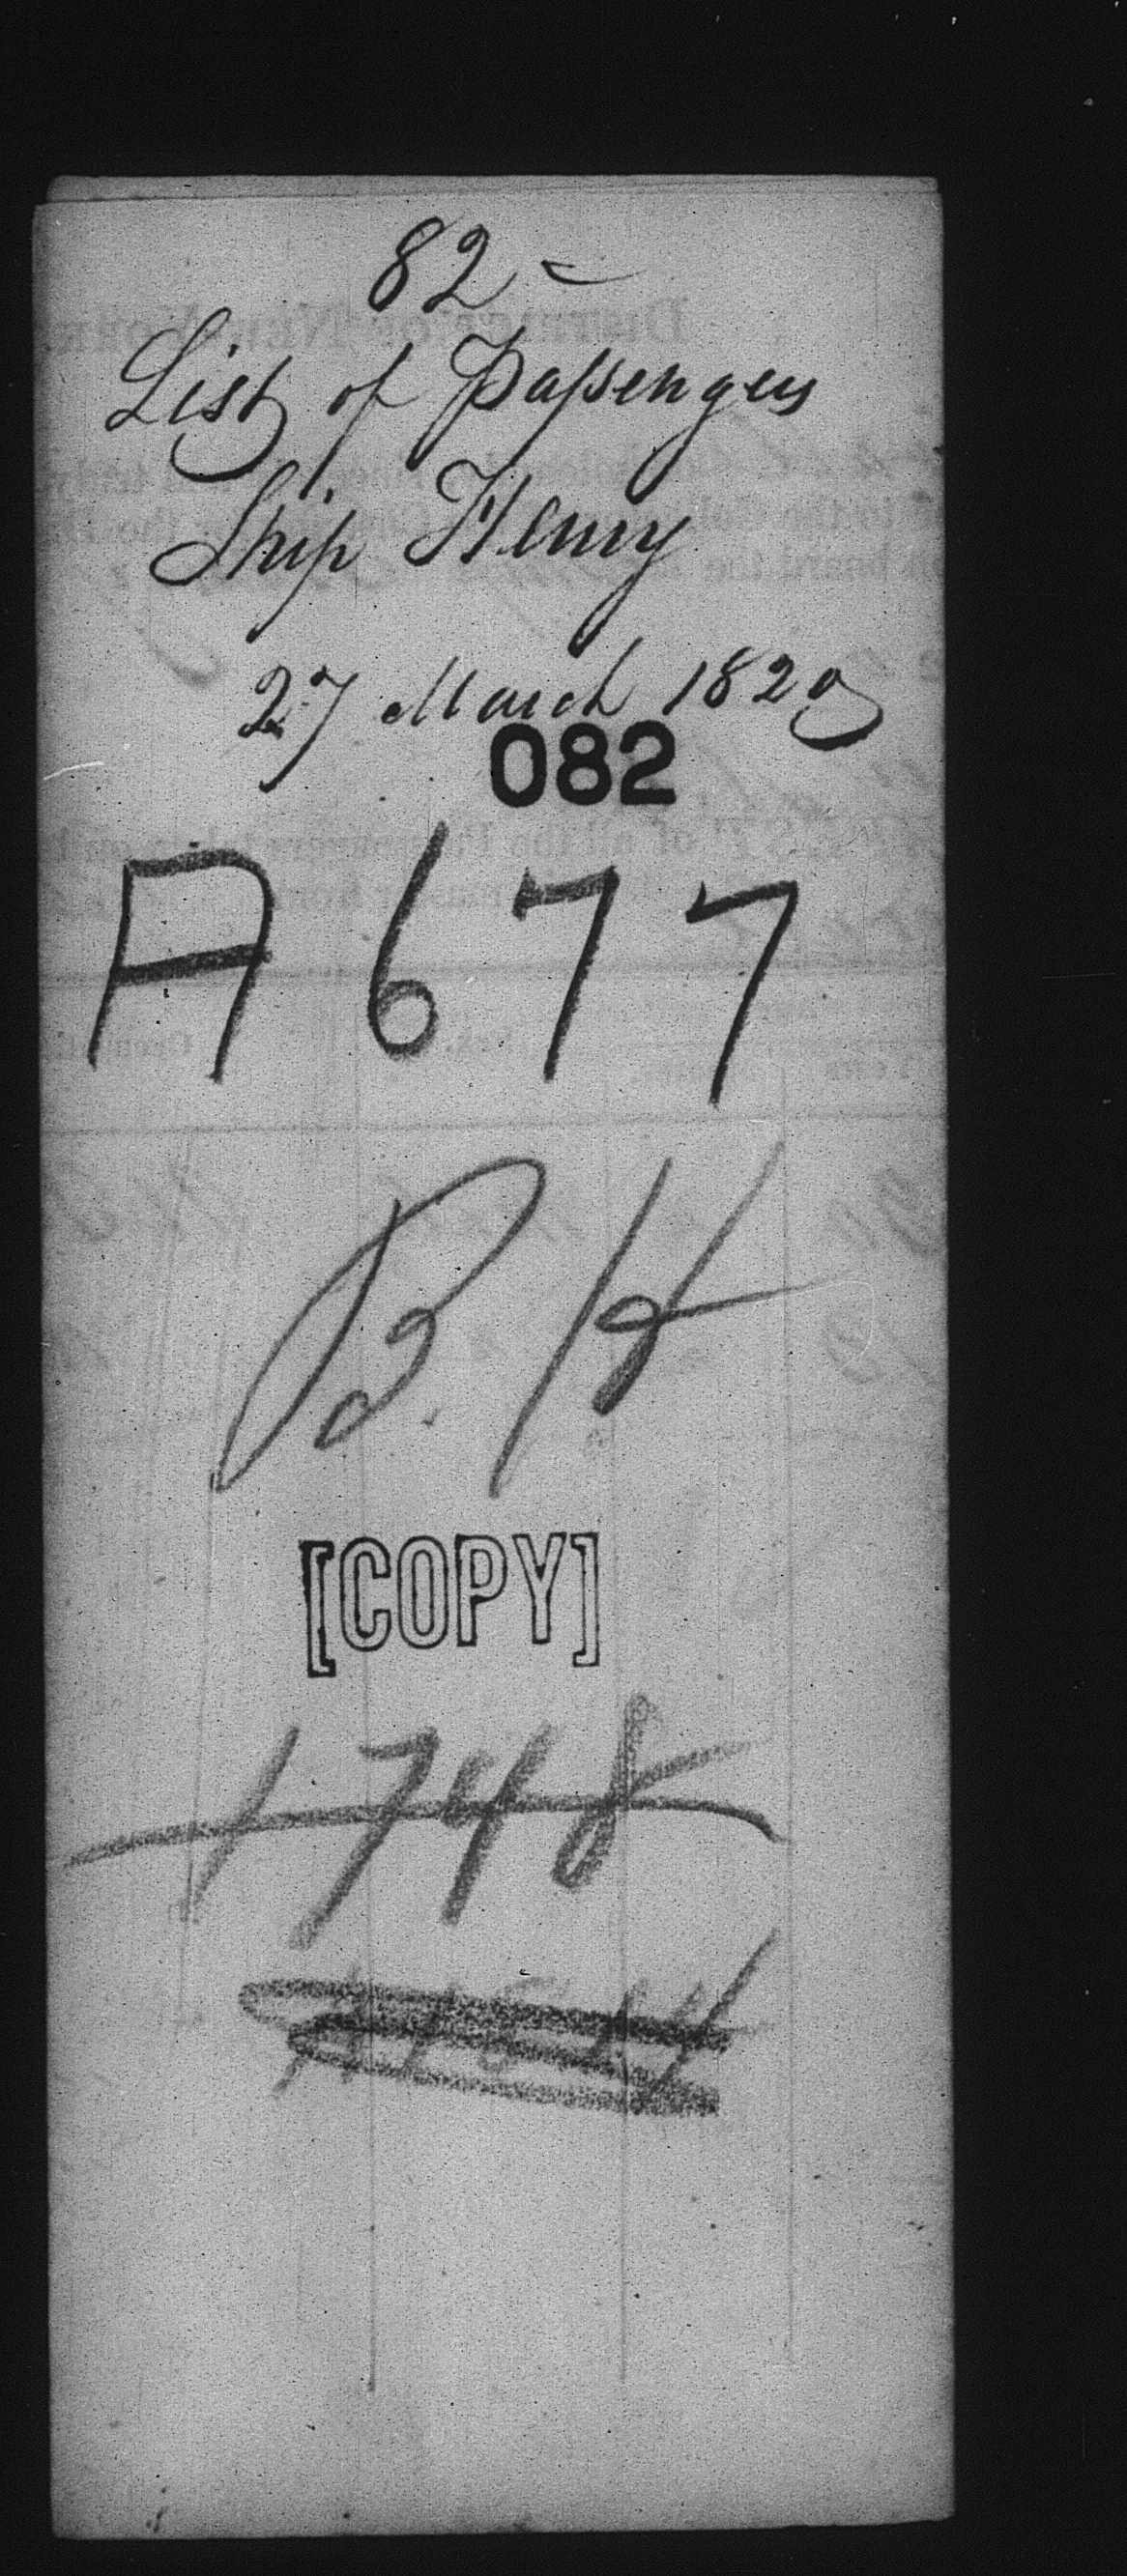 82 -
List of Passengers
Ship Henry
27 March 1820
082
A 677
B. H
[COPY]
1748